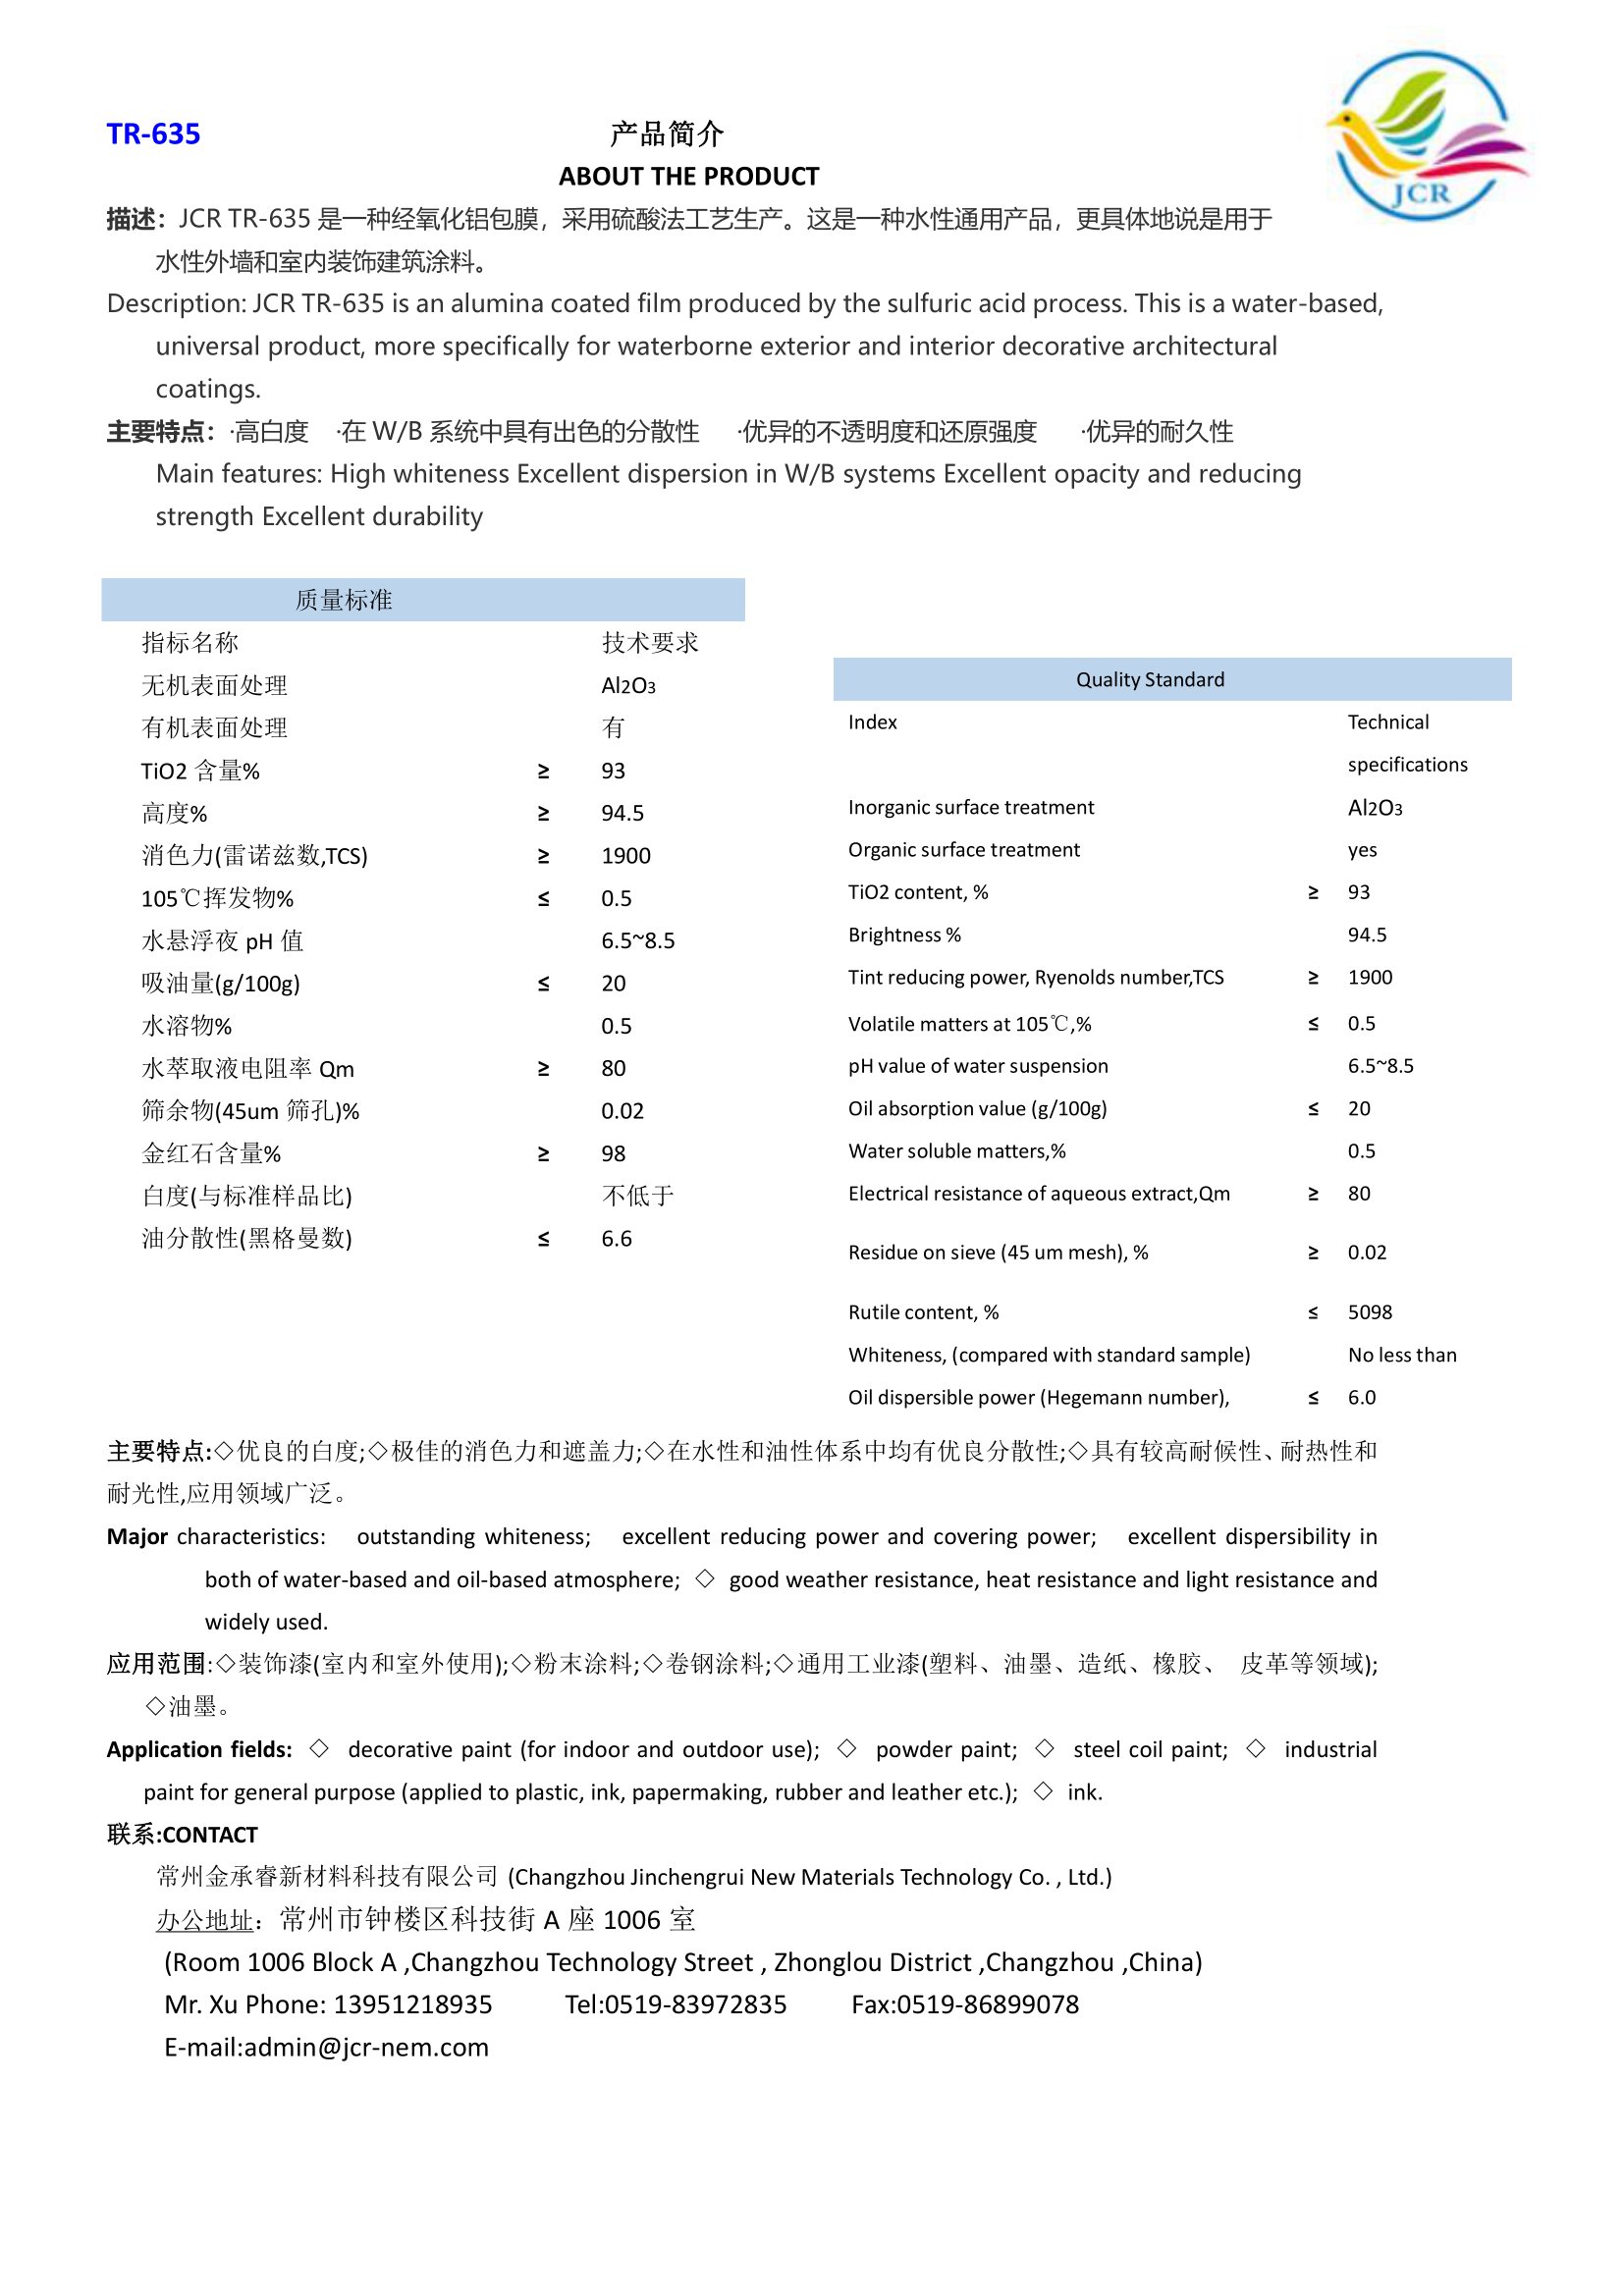 JCR
TR-635 产品简介
ABOUT THE PRODUCT
描述：JCR TR-635 是一种经氧化铝包膜，采用硫酸法工艺生产。这是一种水性通用产品，更具体地说是用于
水性外墙和室内装饰建筑涂料。
Description: JCR TR-635 is an alumina coated film produced by the sulfuric acid process. This is a water-based,
universal product, more specifically for waterborne exterior and interior decorative architectural
coatings.
主要特点：·高白度 ·在 W/B 系统中具有出色的分散性 ·优异的不透明度和还原强度 ·优异的耐久性
Main features: High whiteness Excellent dispersion in W/B systems Excellent opacity and reducing
strength Excellent durability
质量标准
指标名称 技术要求
无机表面处理 Al2O3
有机表面处理 有
TiO2 含量% ≥ 93
高度% ≥ 94.5
消色力(雷诺兹数,TCS) ≥ 1900
105℃挥发物% ≤ 0.5
水悬浮夜 pH 值 6.5~8.5
吸油量(g/100g) ≤ 20
水溶物% 0.5
水萃取液电阻率 Qm ≥ 80
筛余物(45um 筛孔)% 0.02
金红石含量% ≥ 98
白度(与标准样品比) 不低于
油分散性(黑格曼数) ≤ 6.6
Quality Standard
Index Technical
specifications
Inorganic surface treatment Al2O3
Organic surface treatment yes
TiO2 content, % ≥ 93
Brightness % 94.5
Tint reducing power, Ryenolds number,TCS ≥ 1900
Volatile matters at 105℃,% ≤ 0.5
pH value of water suspension 6.5~8.5
Oil absorption value (g/100g) ≤ 20
Water soluble matters,% 0.5
Electrical resistance of aqueous extract,Qm ≥ 80
Residue on sieve (45 um mesh), % ≥ 0.02
Rutile content, % ≤ 5098
Whiteness, (compared with standard sample) No less than
Oil dispersible power (Hegemann number), ≤ 6.0
主要特点:◇优良的白度;◇极佳的消色力和遮盖力;◇在水性和油性体系中均有优良分散性;◇具有较高耐候性、耐热性和
耐光性,应用领域广泛。
Major characteristics: outstanding whiteness; excellent reducing power and covering power; excellent dispersibility in
both of water-based and oil-based atmosphere; ◇ good weather resistance, heat resistance and light resistance and
widely used.
应用范围:◇装饰漆(室内和室外使用);◇粉末涂料;◇卷钢涂料;◇通用工业漆(塑料、油墨、造纸、橡胶、 皮革等领域);
◇油墨。
Application fields: ◇ decorative paint (for indoor and outdoor use); ◇ powder paint; ◇ steel coil paint; ◇ industrial
paint for general purpose (applied to plastic, ink, papermaking, rubber and leather etc.); ◇ ink.
联系:CONTACT
常州金承睿新材料科技有限公司 (Changzhou Jinchengrui New Materials Technology Co. , Ltd.)
办公地址：常州市钟楼区科技街 A 座 1006 室
(Room 1006 Block A ,Changzhou Technology Street , Zhonglou District ,Changzhou ,China)
Mr. Xu Phone: 13951218935 Tel:0519-83972835 Fax:0519-86899078
E-mail:admin@jcr-nem.com